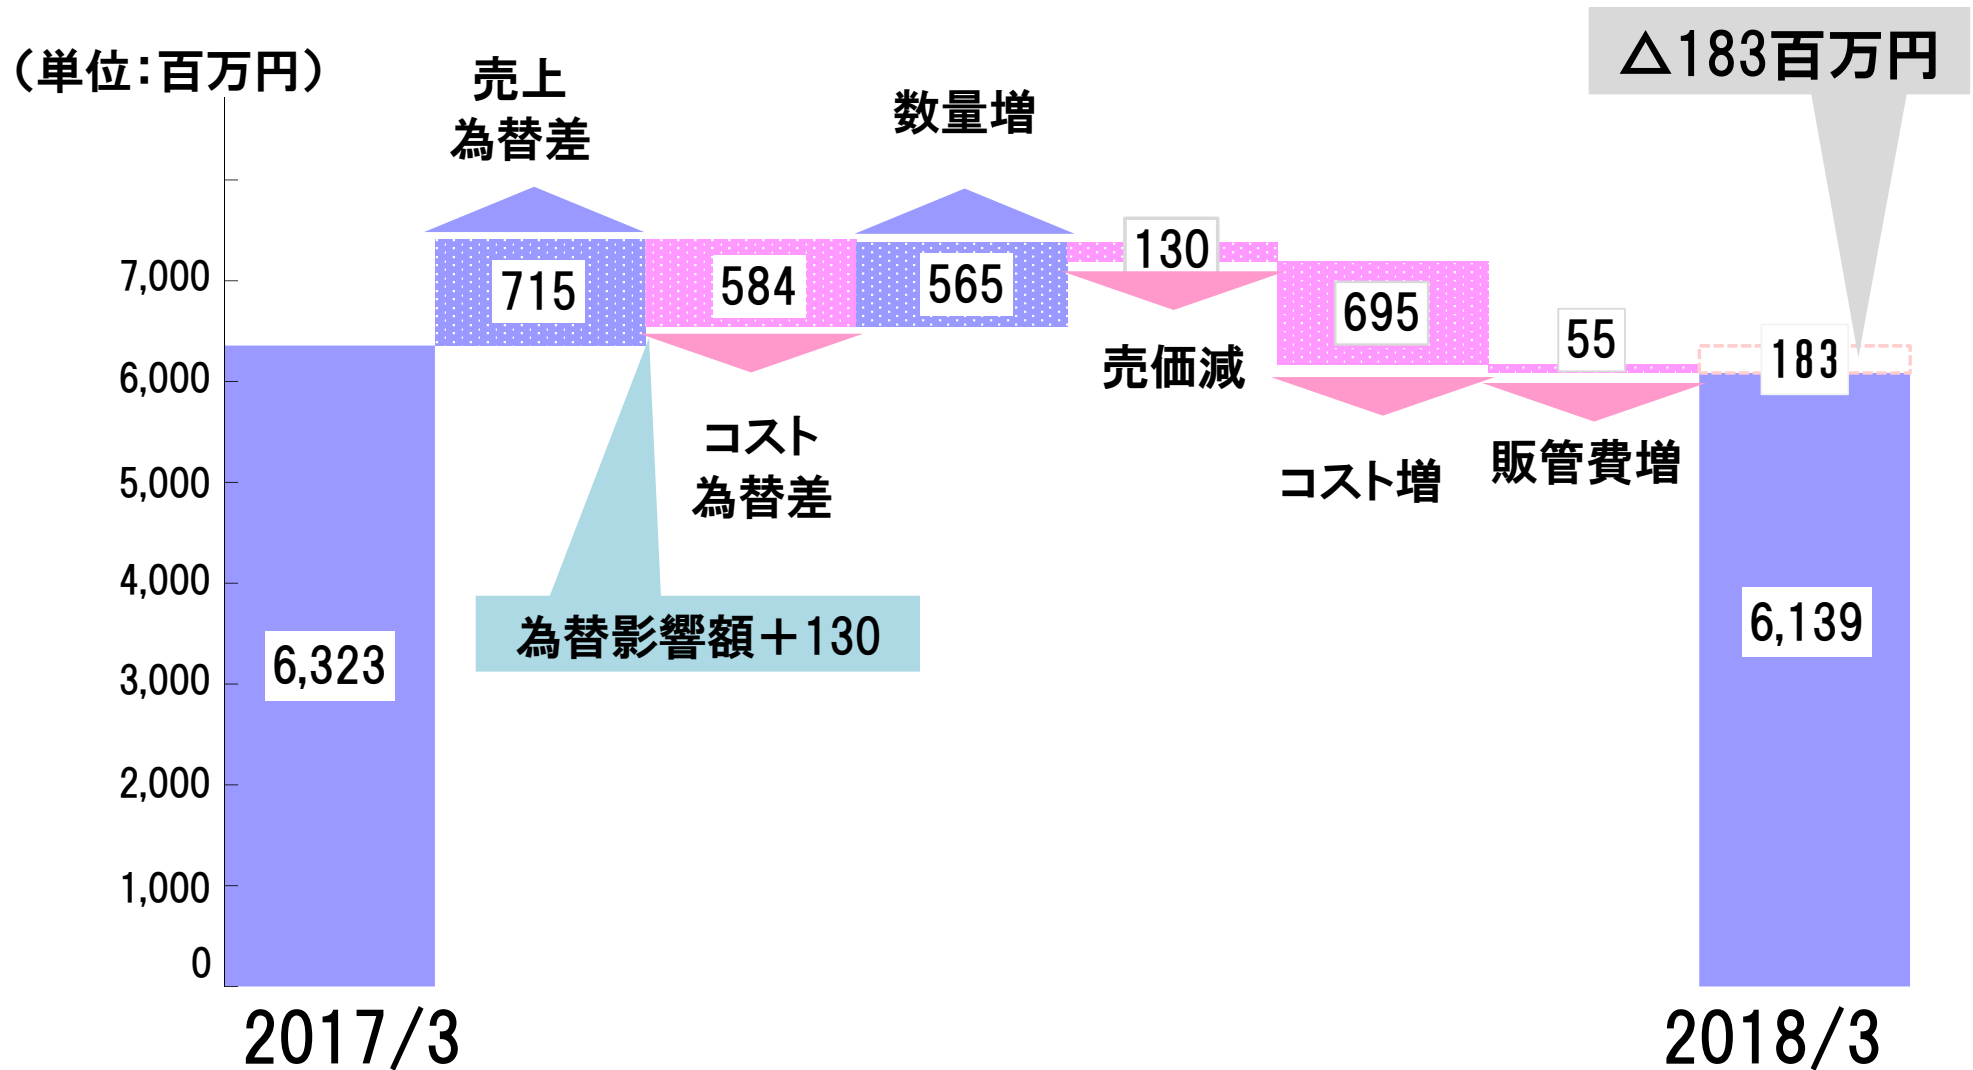 （単位：百万円）
△183百万円
売上
為替差
数量増
715
584
565
130
695
55
183
売価減
コスト
為替差
コスト増
販管費増
為替影響額＋130
7,000
6,000
5,000
4,000
3,000
2,000
1,000
0
6,323
6,139
2017/3
2018/3